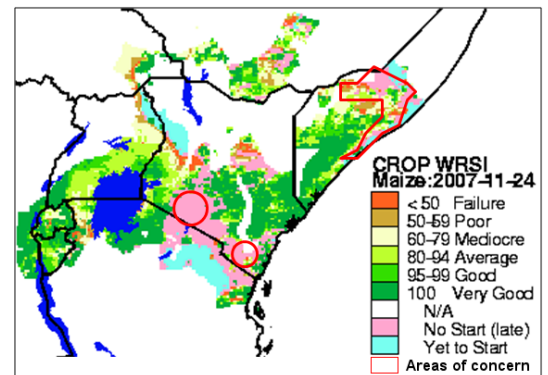 CROP WRSI
Maize:2007-11-24
<50 Failure
50-59 Poor
60-79 Mediocre
80-94 Average
95-99 Good
100 Very Good
N/A
No Start (late)
Yet to Start
Areas of concern